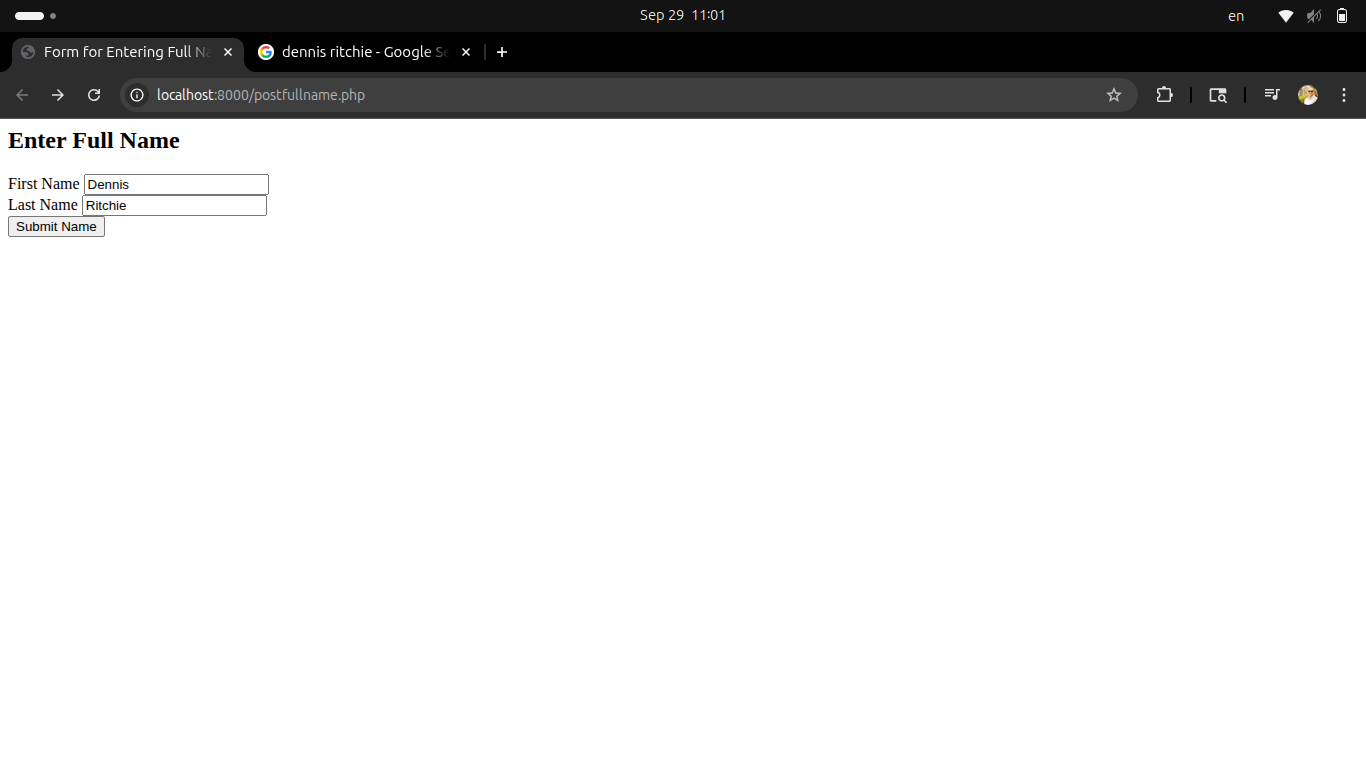 Sep 29 11:01
en
Form for Entering Full Na
dennis ritchie - Google Se
localhost:8000/postfullname.php
Enter Full Name
First Name Dennis
Last Name Ritchie
Submit Name